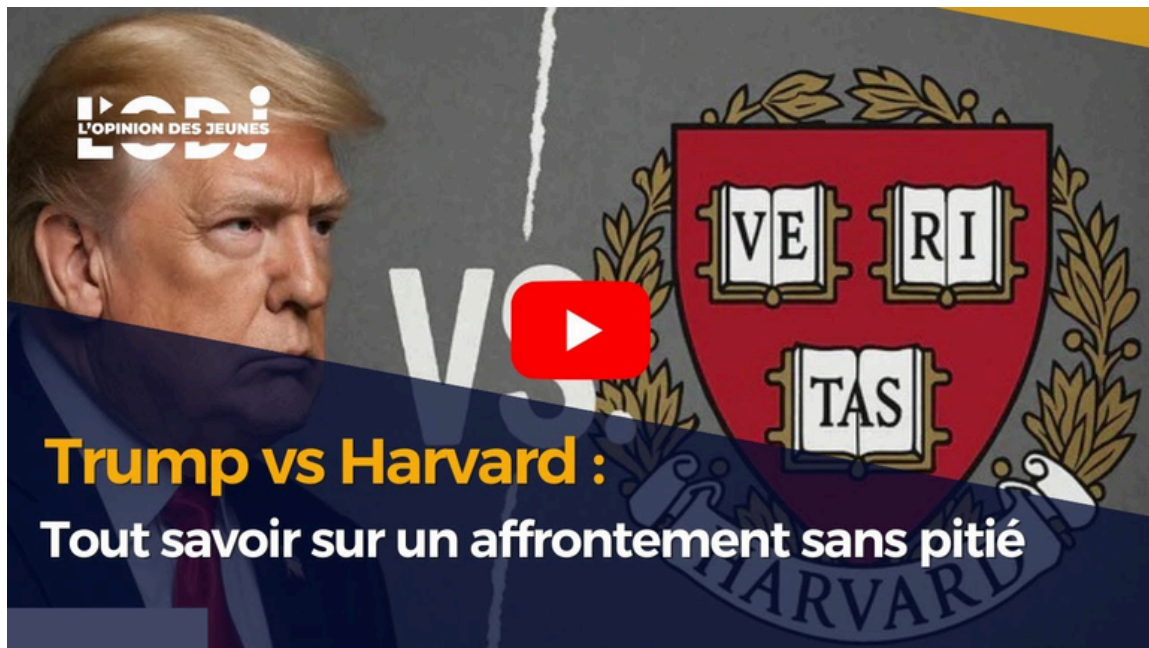 L'ODJ
L'OPINION DES JEUNES
VS.
VE RI
TAS
HARVARD
Trump vs Harvard :
Tout savoir sur un affrontement sans pitié